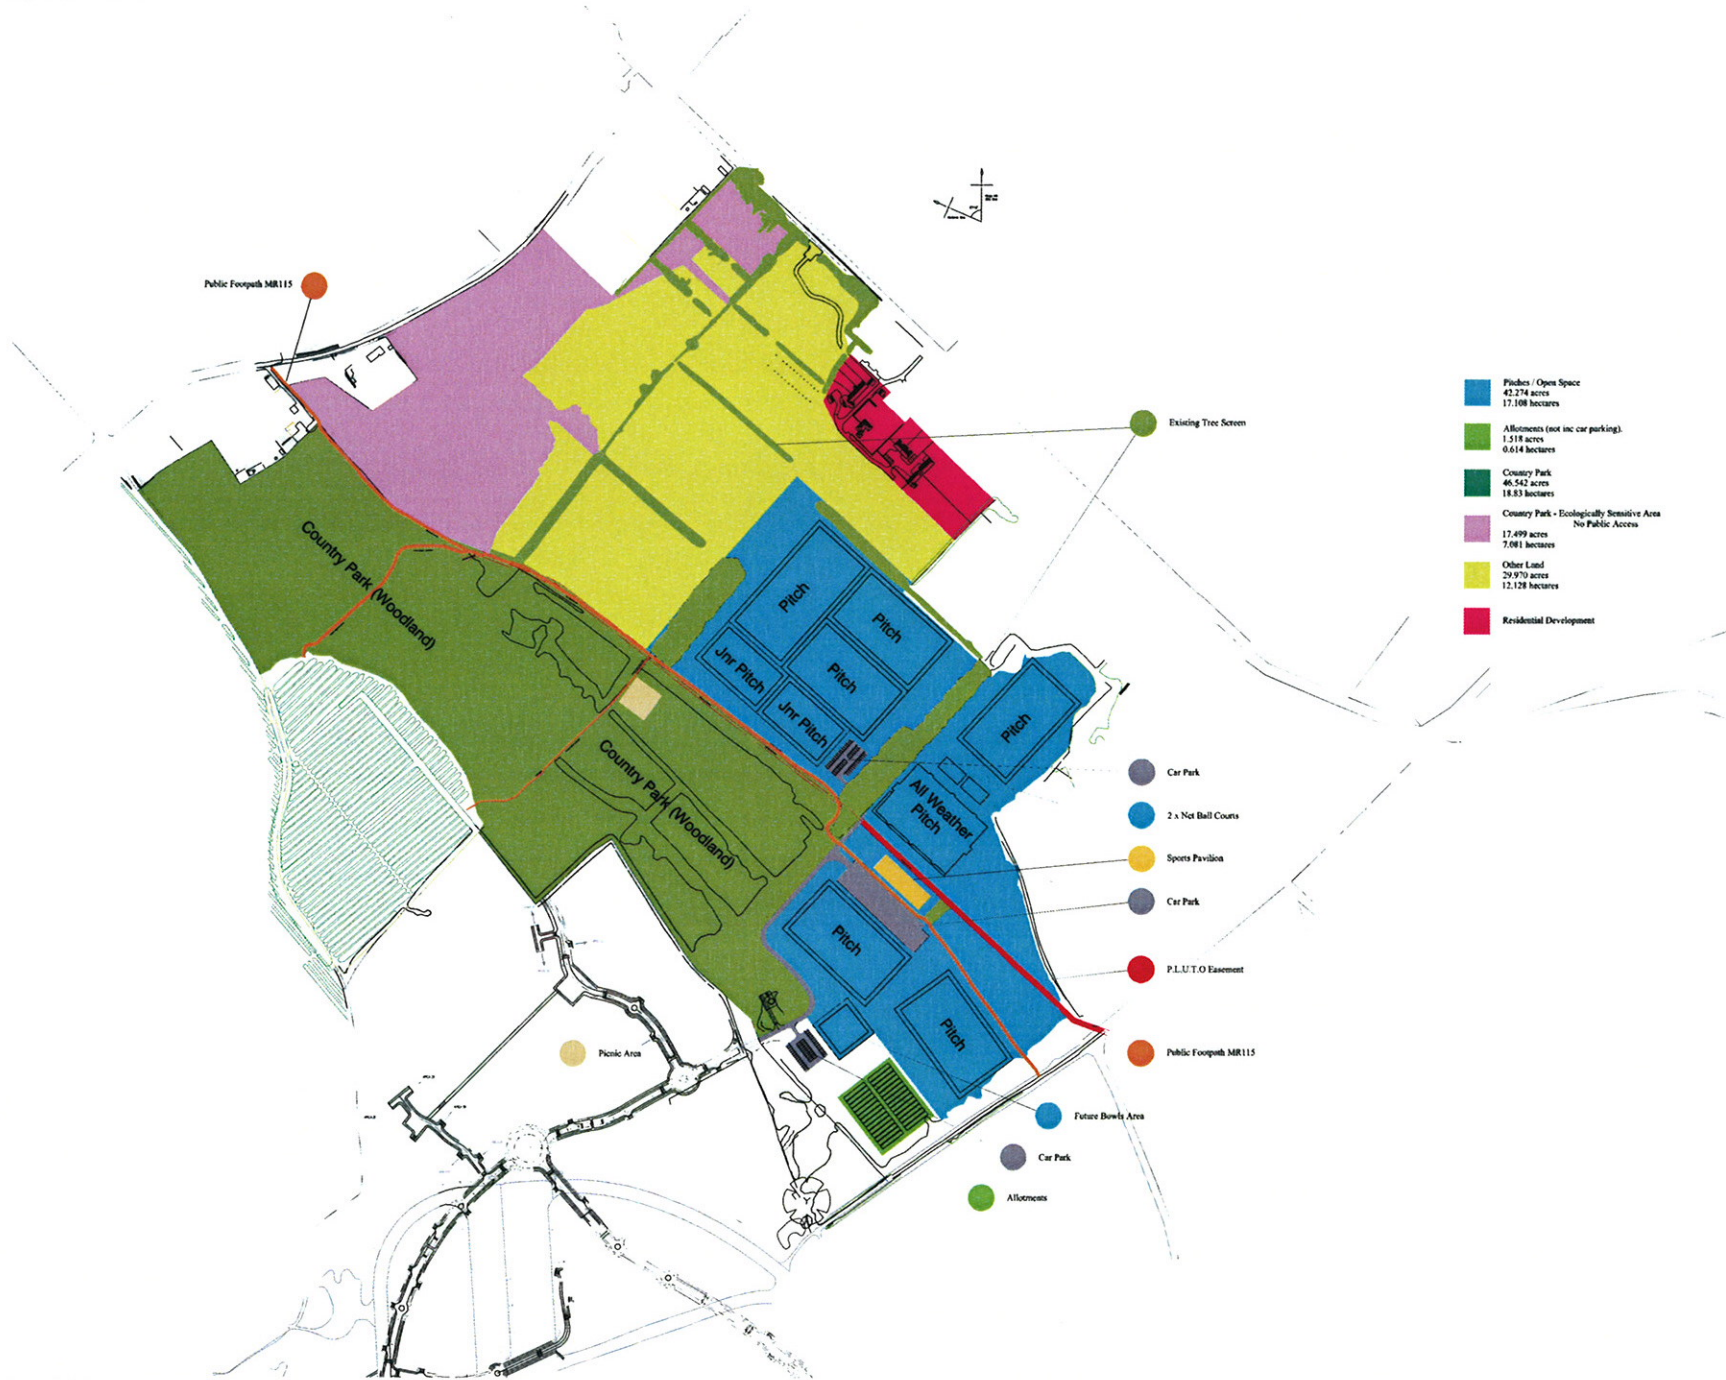 Public Footpath MR115
Pitches / Open Space
42.274 acres
17.108 hectares
Existing Tree Screen
Allotments (not inc car parking).
1.518 acres
0.614 hectares
Country Park
46.542 acres
18.83 hectares
Country Park - Ecologically Sensitive Area
No Public Access
17.499 acres
7.081 hectares
Other Land
29.970 acres
12.128 hectares
Residential Development
Country Park (Woodland)
Pitch
Pitch
Jnr Pitch
Pitch
Jnr Pitch
Pitch
Country Park (Woodland)
All Weather
Pitch
Car Park
2 x Net Ball Courts
Sports Pavilion
Car Park
Pitch
P.L.U.T.O Easement
Pitch
Picnic Area
Public Footpath MR115
Future Bowls Area
Car Park
Allotments